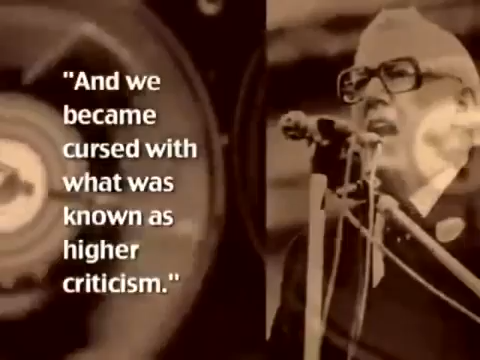 "And we
became
cursed with
what was
known as
higher
criticism."